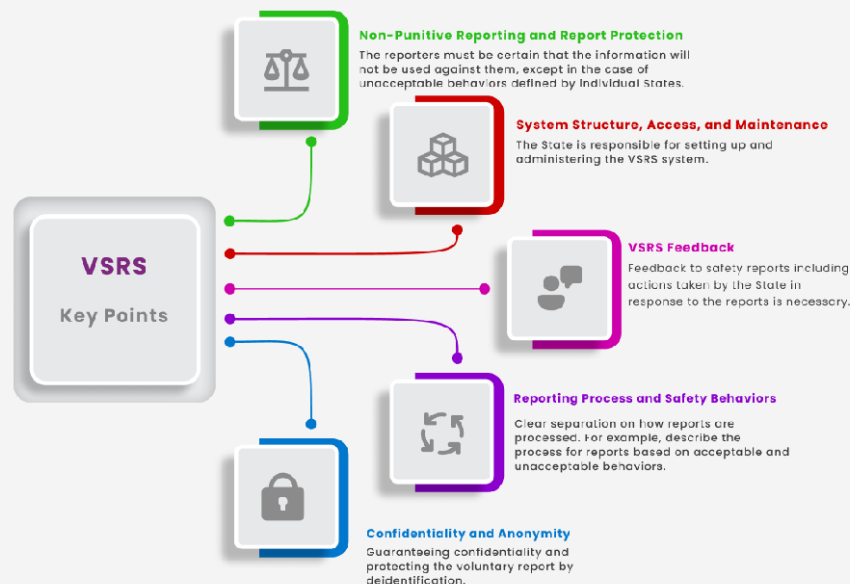 Non-Punitive Reporting and Report Protection
The reporters must be certain that the information will
not be used against them, except in the case of
unacceptable behaviors defined by individual States.
System Structure, Access, and Maintenance
The State is responsible for setting up and
administering the VSRS system.
VSRS
Key Points
VSRS Feedback
Feedback to safety reports including
actions taken by the State in
response to the reports is necessary.
Reporting Process and Safety Behaviors
Clear separation on how reports are
processed. For example, describe the
process for reports based on acceptable and
unacceptable behaviors.
Confidentiality and Anonymity
Guaranteeing confidentiality and
protecting the voluntary report by
deidentification.